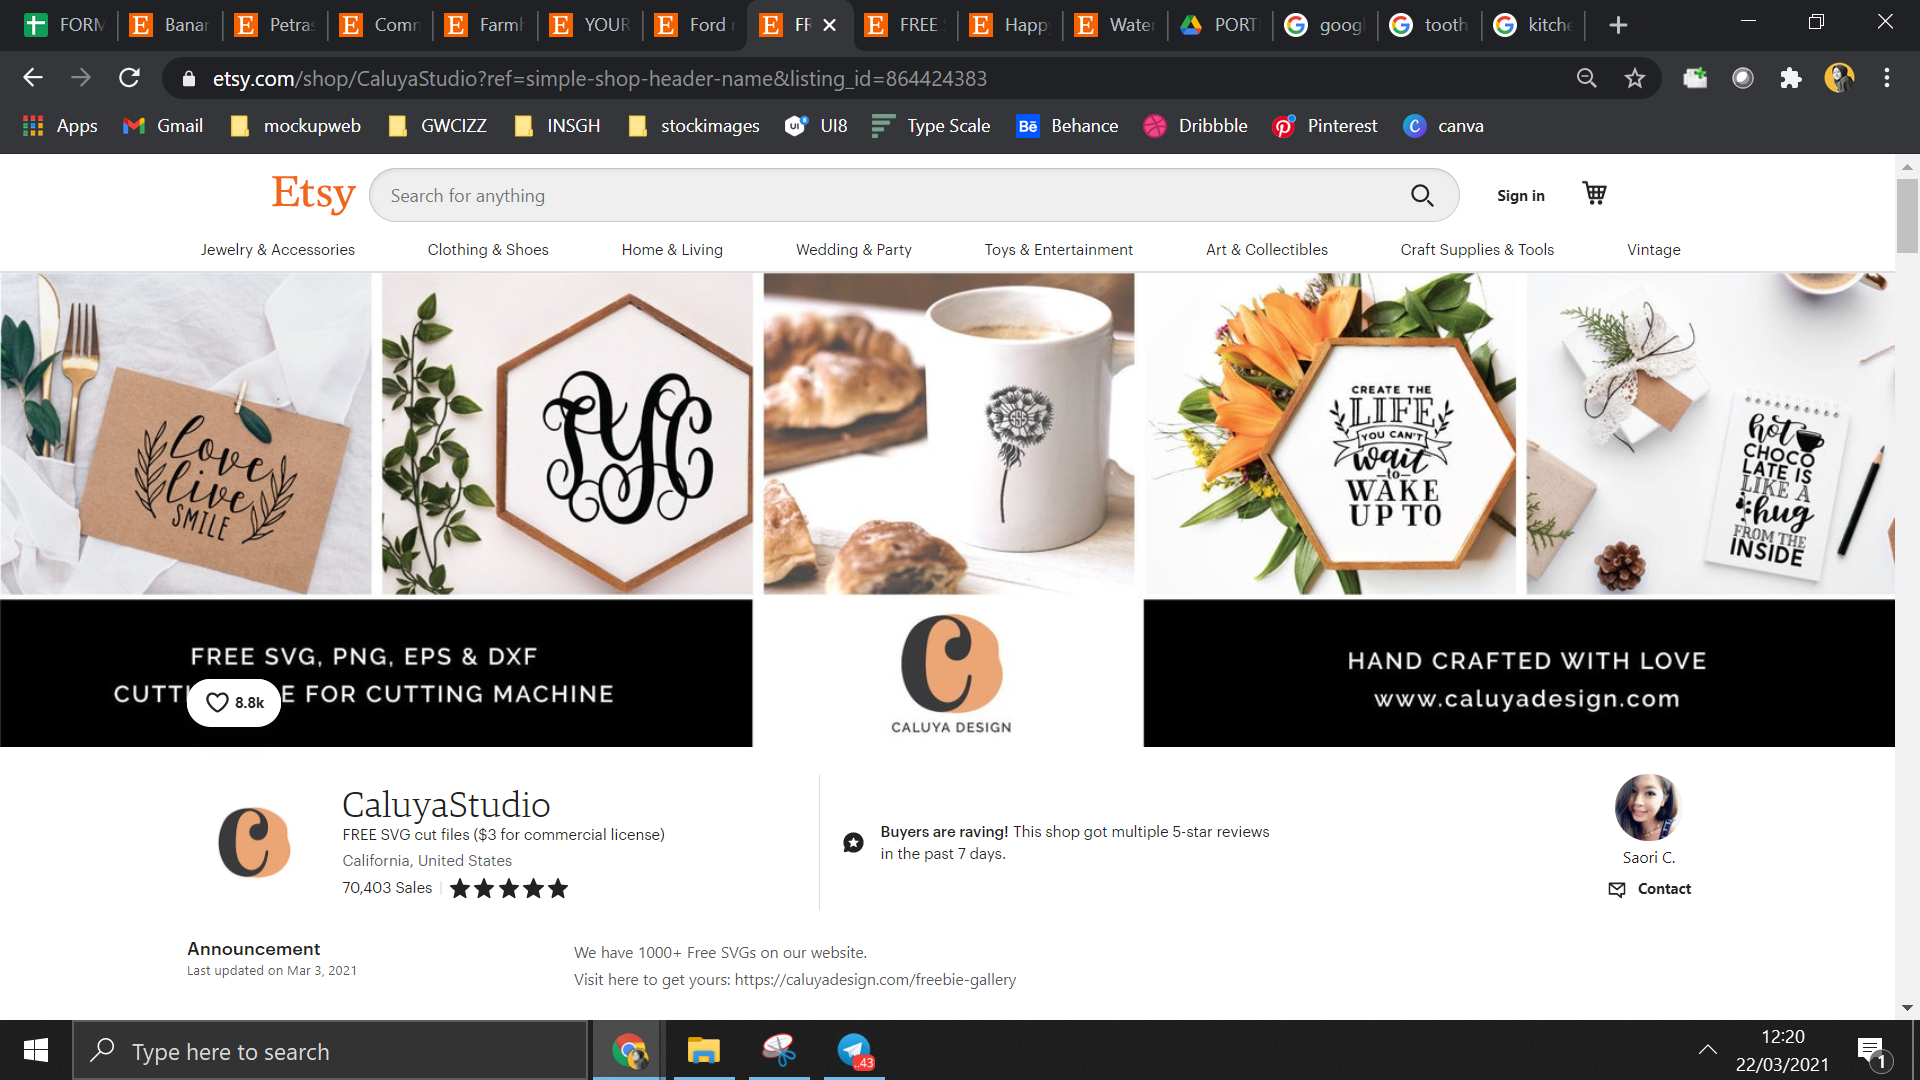 FORM
Banar
Petras
Comm
Farmh
YOUR
Ford r
FR
FREE
Happy
Water
PORT
googl
tooth
kitche
etsy.com/shop/CaluyaStudio?ref=simple-shop-header-name&listing_id=864424383
Apps
Gmail
mockupweb
GWCIZZ
INSGH
stockimages
UI8
Type Scale
Behance
Dribbble
Pinterest
canva
Etsy
Search for anything
Sign in
Jewelry & Accessories
Clothing & Shoes
Home & Living
Wedding & Party
Toys & Entertainment
Art & Collectibles
Craft Supplies & Tools
Vintage
love
live
SMILE
CREATE THE
LIFE
YOU CAN'T
wait
to
WAKE
UP TO
hot
CHOCO
LATE IS
LIKE A
hug
FROM THE
INSIDE
FREE SVG, PNG, EPS & DXF
CUTTI E FOR CUTTING MACHINE
8.8k
C
CALUYA DESIGN
HAND CRAFTED WITH LOVE
www.caluyadesign.com
C
CaluyaStudio
FREE SVG cut files ($3 for commercial license)
California, United States
70,403 Sales
Buyers are raving! This shop got multiple 5-star reviews
in the past 7 days.
Saori C.
Contact
Announcement
Last updated on Mar 3, 2021
We have 1000+ Free SVGs on our website.
Visit here to get yours: https://caluyadesign.com/freebie-gallery
Type here to search
..43
12:20
22/03/2021
1